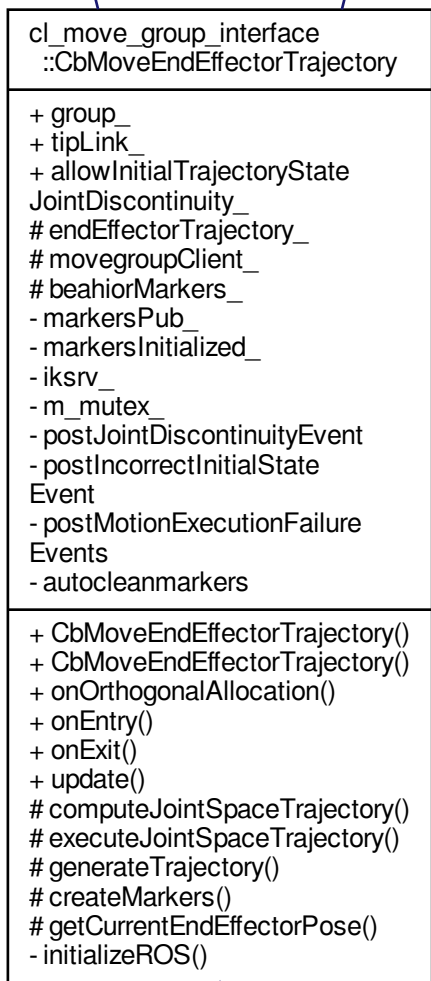 cl_move_group_interface
::CbMoveEndEffectorTrajectory
+ group_
+ tipLink_
+ allowInitialTrajectoryState
JointDiscontinuity_
# endEffectorTrajectory_
# movegroupClient_
# beahiorMarkers_
- markersPub_
- markersInitialized_
- iksrv_
- m_mutex_
- postJointDiscontinuityEvent
- postIncorrectInitialState
Event
- postMotionExecutionFailure
Events
- autocleanmarkers
+ CbMoveEndEffectorTrajectory()
+ CbMoveEndEffectorTrajectory()
+ onOrthogonalAllocation()
+ onEntry()
+ onExit()
+ update()
# computeJointSpaceTrajectory()
# executeJointSpaceTrajectory()
# generateTrajectory()
# createMarkers()
# getCurrentEndEffectorPose()
- initializeROS()